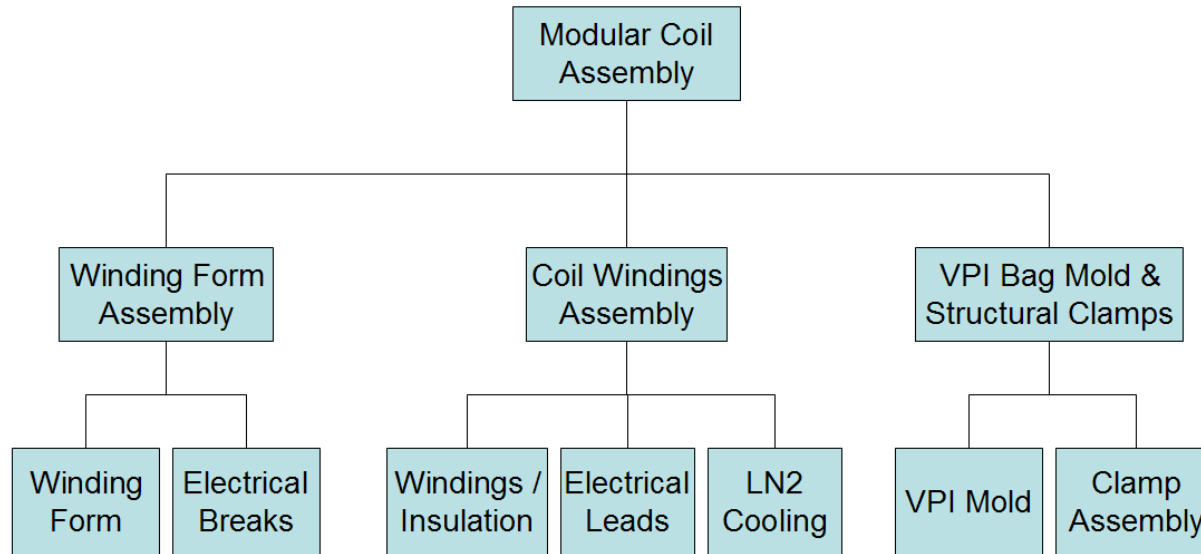 Modular Coil
Assembly
Winding Form
Assembly
Coil Windings
Assembly
VPI Bag Mold &
Structural Clamps
Winding
Form
Electrical
Breaks
Windings /
Insulation
Electrical
Leads
LN2
Cooling
VPI Mold
Clamp
Assembly